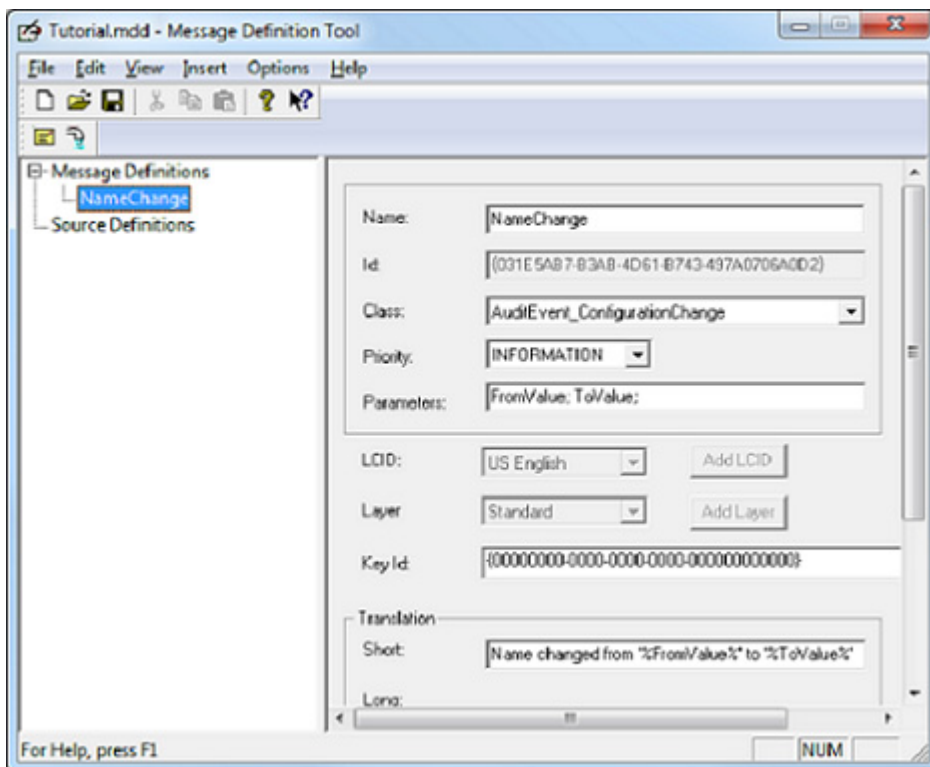 Tutorial.mdd - Message Definition Tool
File Edit View Insert Options Help
Message Definitions
NameChange
Source Definitions
Name: NameChange
Id: {031E5AB7-B3AB-4D61-B743-497A0706A0D2}
Class: AuditEvent_ConfigurationChange
Priority: INFORMATION
Parameters: FromValue; ToValue;
LCID: US English Add LCID
Layer Standard Add Layer
Key Id: {00000000-0000-0000-0000-000000000000}
Translation
Short: Name changed from '%FromValue%' to '%ToValue%'
Long:
For Help, press F1 NUM